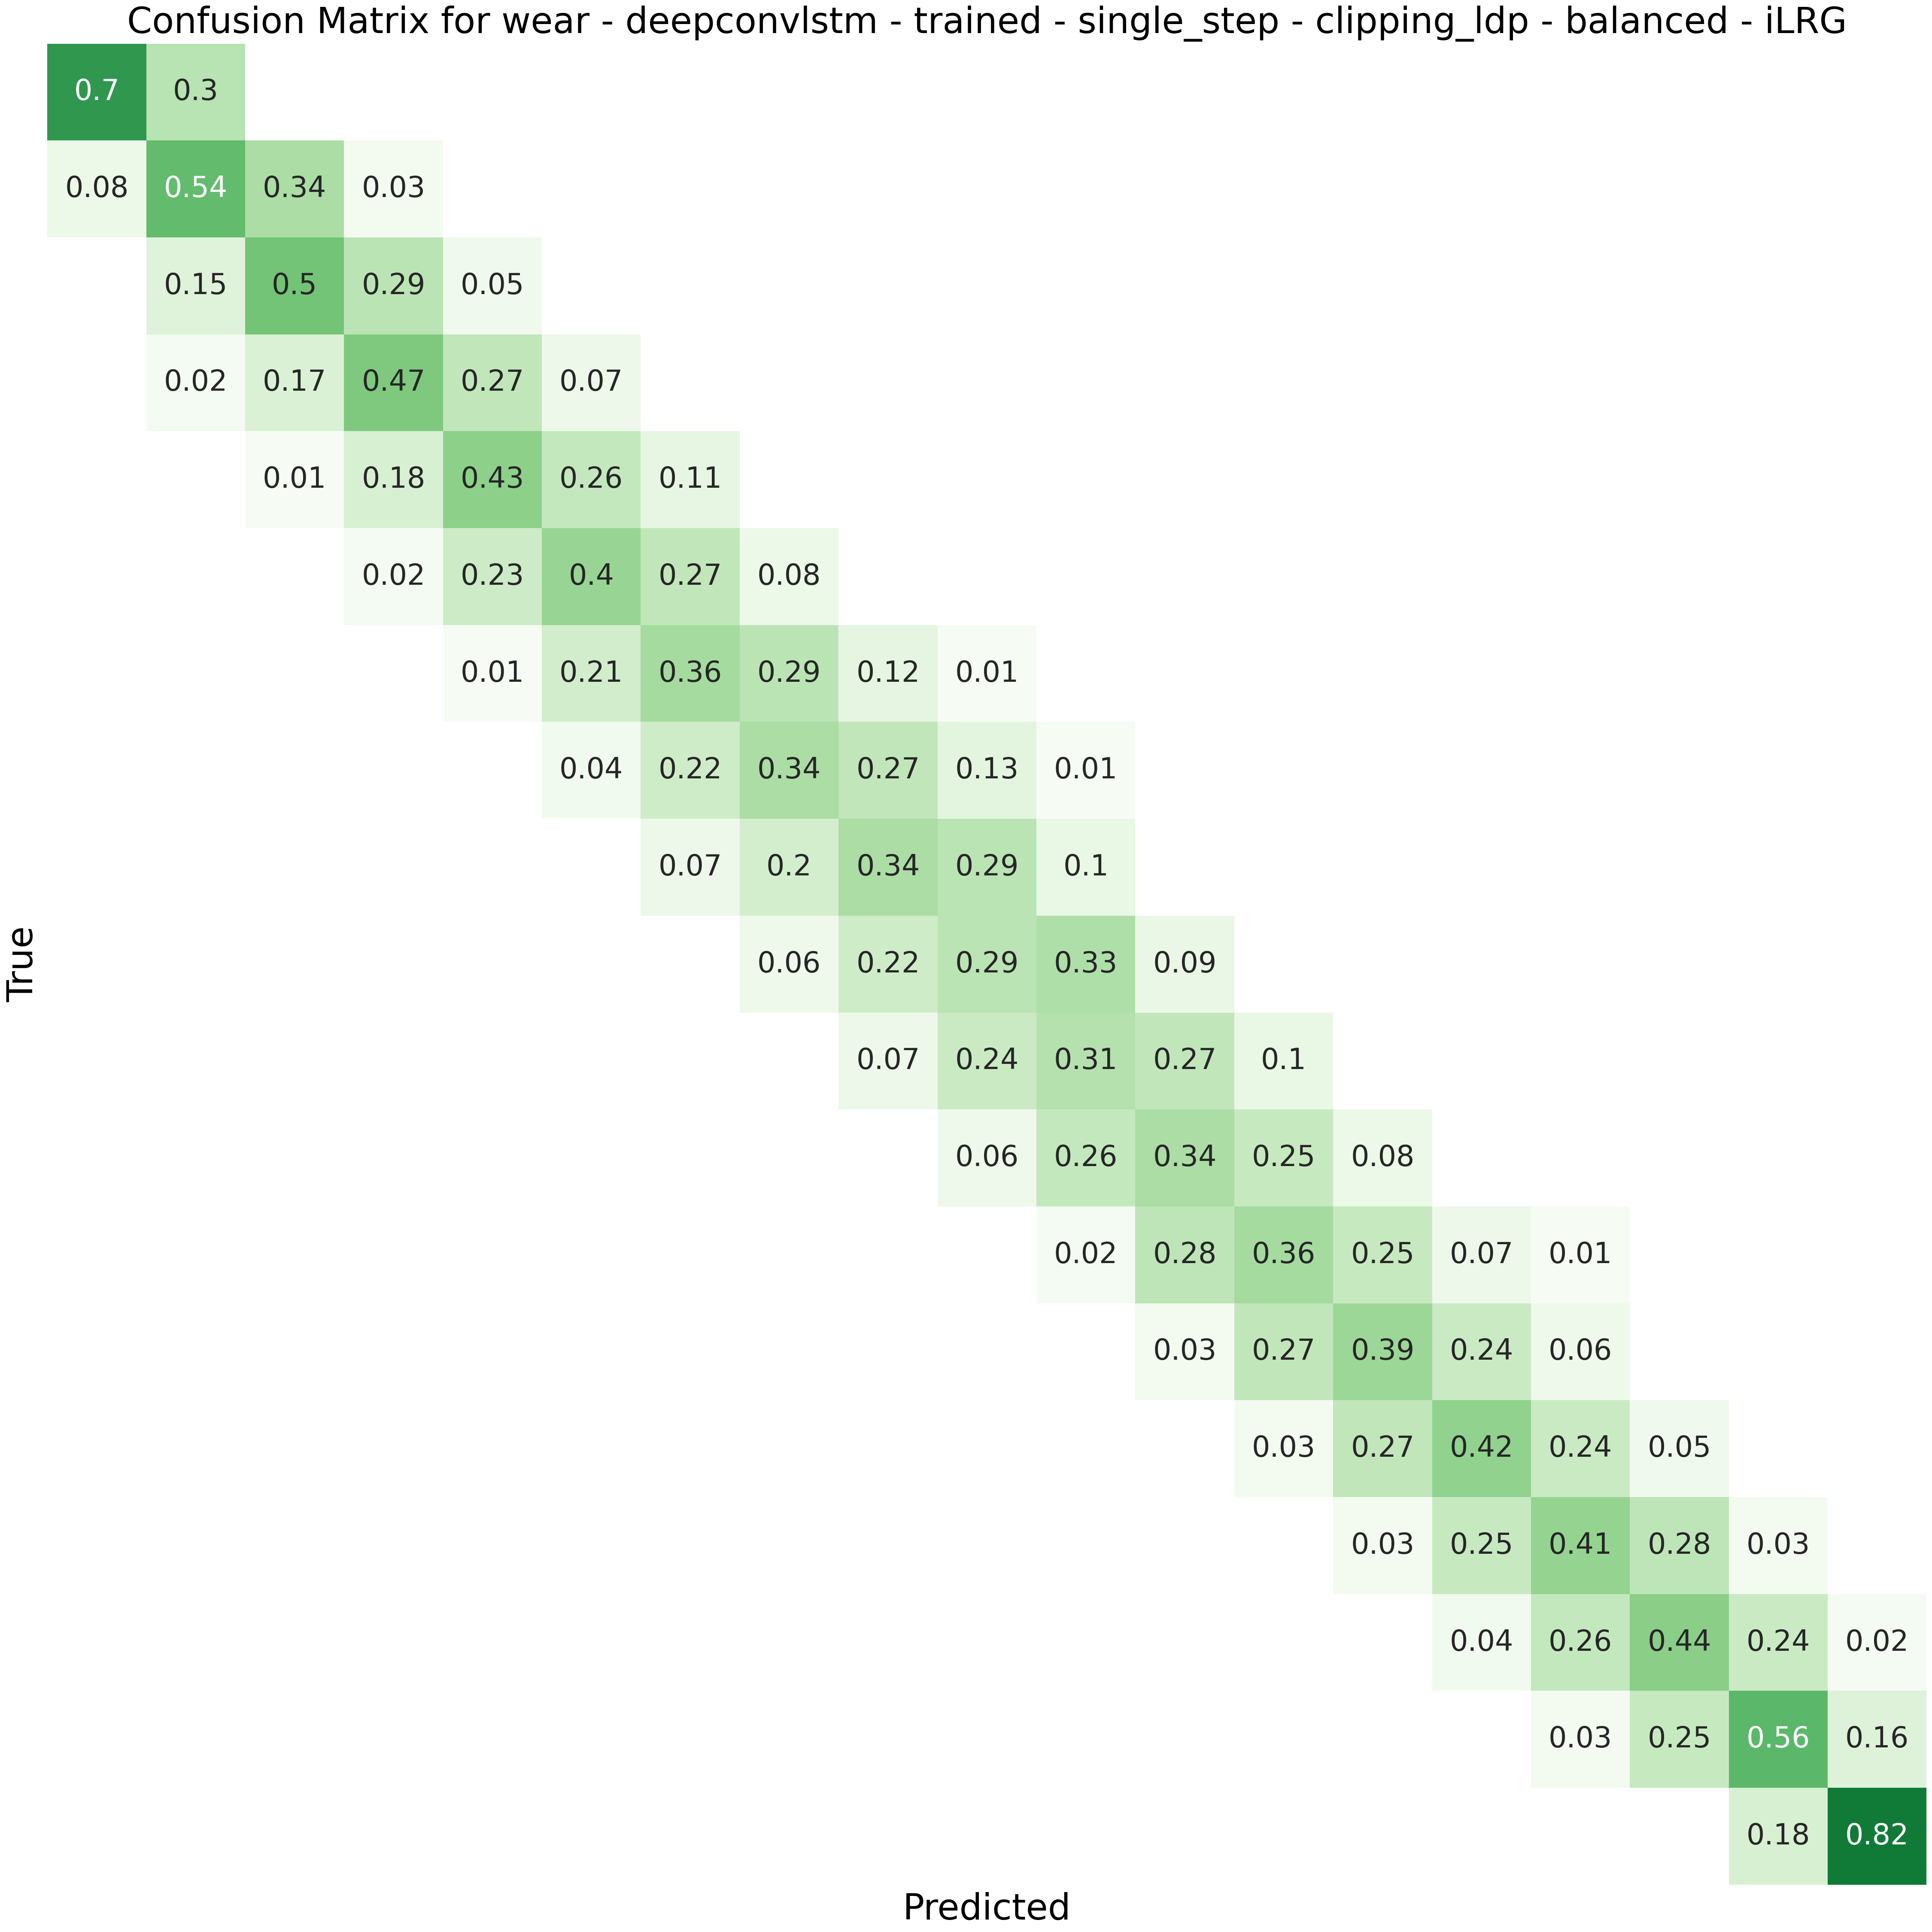 Confusion Matrix for wear - deepconvlstm - trained - single_step - clipping_ldp - balanced - iLRG
0.7 0.3
0.08 0.54 0.34 0.03
0.15 0.5 0.29 0.05
0.02 0.17 0.47 0.27 0.07
0.01 0.18 0.43 0.26 0.11
0.02 0.23 0.4 0.27 0.08
0.01 0.21 0.36 0.29 0.12 0.01
0.04 0.22 0.34 0.27 0.13 0.01
0.07 0.2 0.34 0.29 0.1
0.06 0.22 0.29 0.33 0.09
0.07 0.24 0.31 0.27 0.1
0.06 0.26 0.34 0.25 0.08
0.02 0.28 0.36 0.25 0.07 0.01
0.03 0.27 0.39 0.24 0.06
0.03 0.27 0.42 0.24 0.05
0.03 0.25 0.41 0.28 0.03
0.04 0.26 0.44 0.24 0.02
0.03 0.25 0.56 0.16
0.18 0.82
True
Predicted